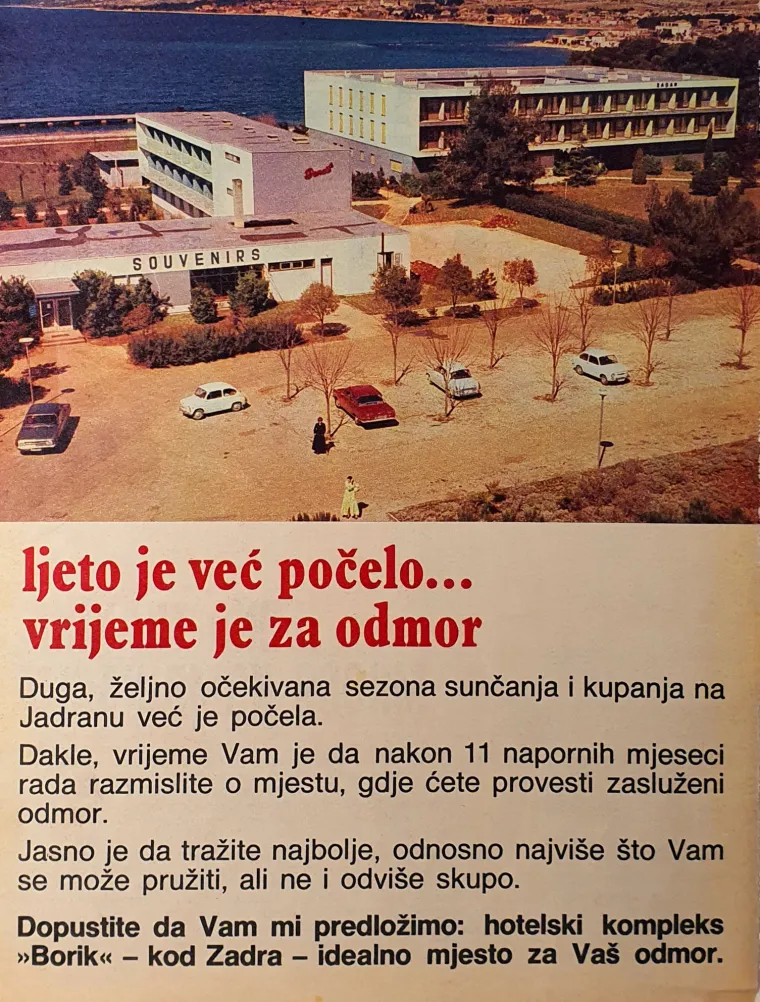 ZADAR
SOUVENIRS
ljeto je već počelo...
vrijeme je za odmor
Duga, željno očekivana sezona sunčanja i kupanja na
Jadranu već je počela.
Dakle, vrijeme Vam je da nakon 11 napornih mjeseci
rada razmislite o mjestu, gdje ćete provesti zasluženi
odmor.
Jasno je da tražite najbolje, odnosno najviše što Vam
se može pružiti, ali ne i odviše skupo.
Dopustite da Vam mi predložimo: hotelski kompleks
»Borik« – kod Zadra – idealno mjesto za Vaš odmor.